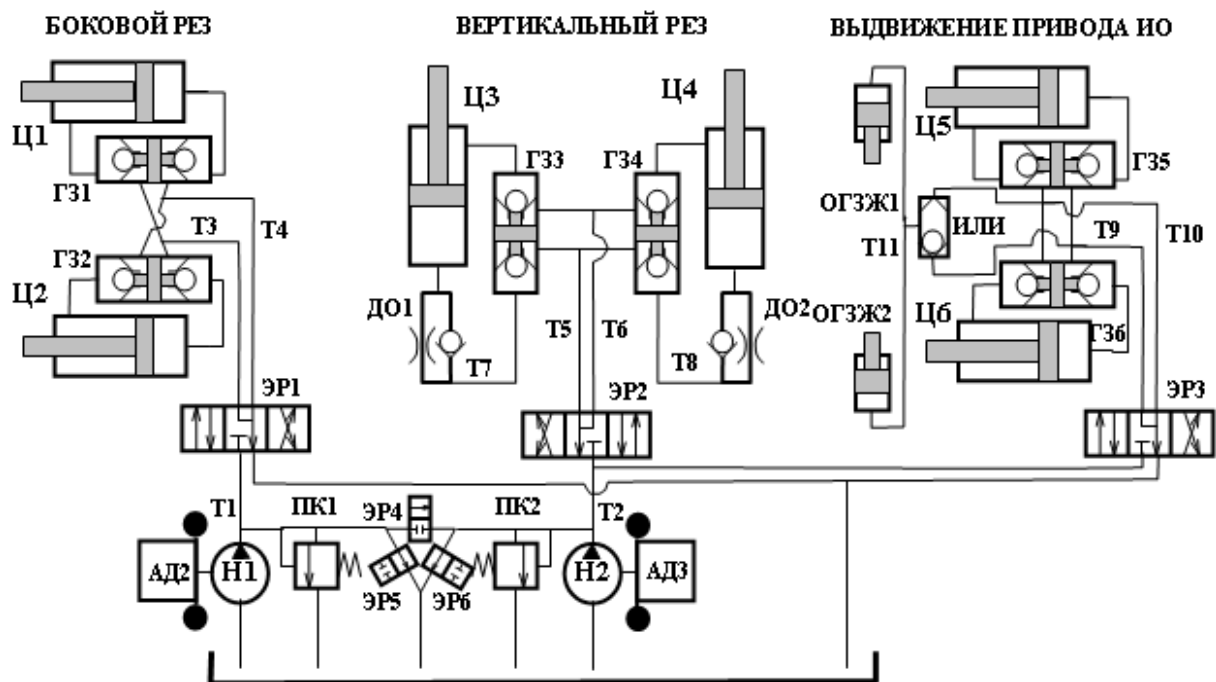 БОКОВОЙ РЕЗ
ВЕРТИКАЛЬНЫЙ РЕЗ
ВЫДВИЖЕНИЕ ПРИВОДА ИО
Ц1
Ц3
Ц4
Ц5
ГЗ1
ГЗ3
ГЗ4
ГЗ5
ОГЗЖ1
ИЛИ
Т3
Т4
Т9
Т10
Т11
ГЗ2
Ц2
ДО1
Т5
Т6
ДО2
ОГЗЖ2
Ц6
ГЗ6
Т7
Т8
ЭР1
ЭР2
ЭР3
Т1
ПК1
ЭР4
ПК2
Т2
АД2
Н1
ЭР5
ЭР6
Н2
АД3